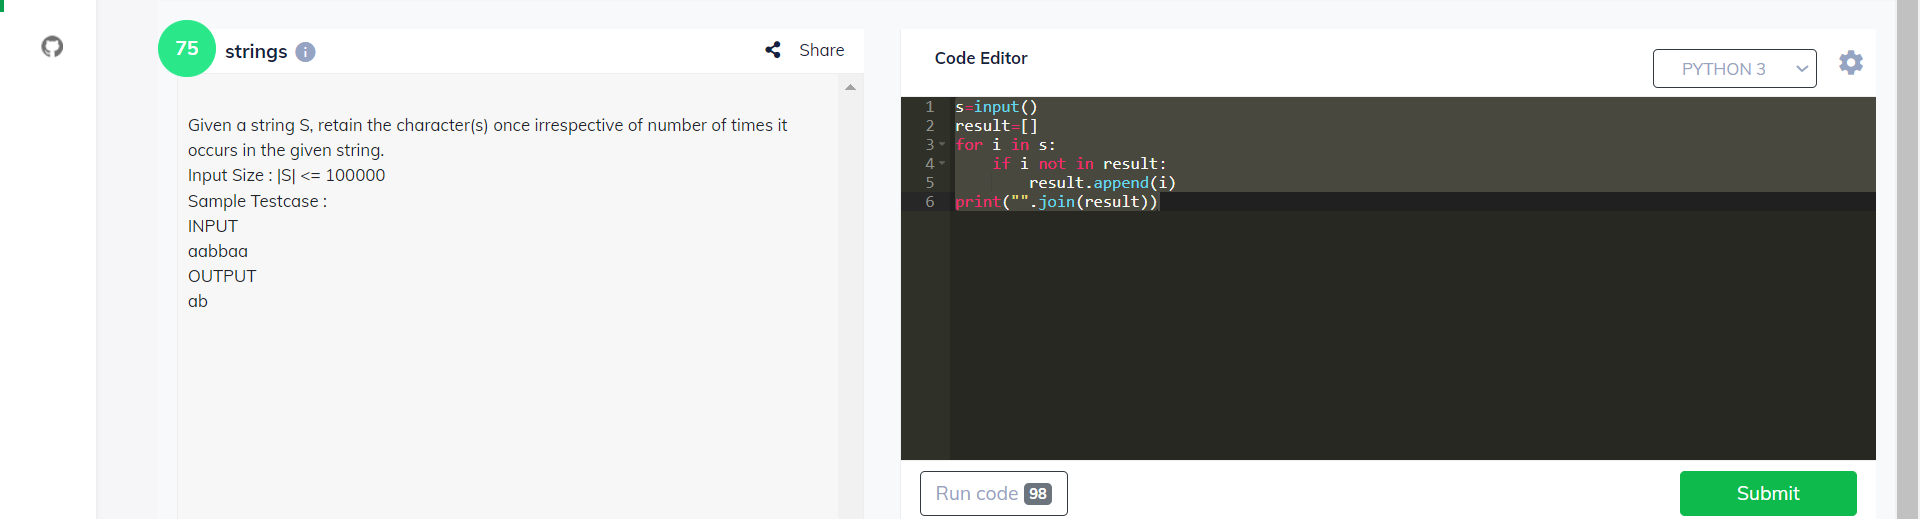 75
strings
i
Share
Given a string S, retain the character(s) once irrespective of number of times it
occurs in the given string.
Input Size : |S| <= 100000
Sample Testcase :
INPUT
aabbaa
OUTPUT
ab
Code Editor
PYTHON 3
1 s=input()
2 result=[]
3 for i in s:
4     if i not in result:
5         result.append(i)
6 print("".join(result))
Run code 98
Submit